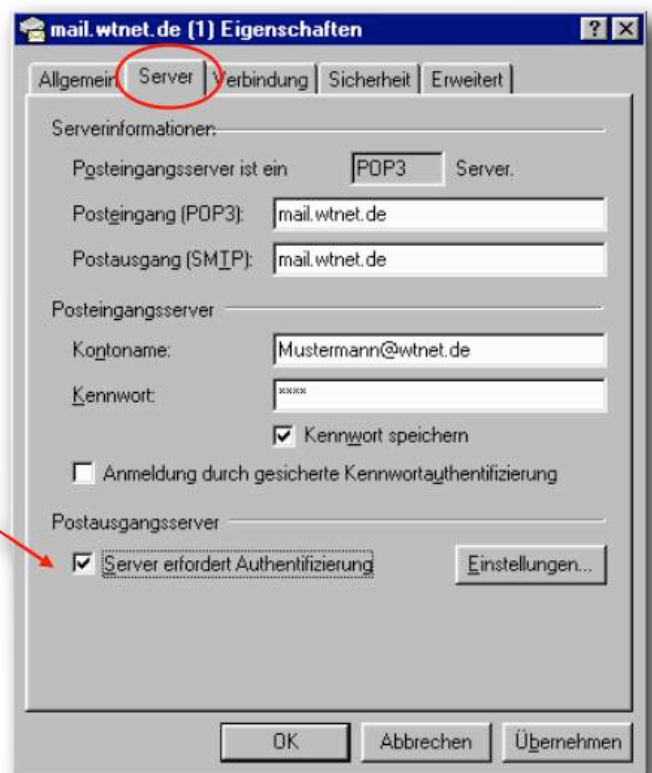 mail.wtnet.de (1) Eigenschaften
Allgemein Server Verbindung Sicherheit Erweitert
Serverinformationen:
Posteingangsserver ist ein POP3 Server.
Posteingang (POP3): mail.wtnet.de
Postausgang (SMTP): mail.wtnet.de
Posteingangsserver
Kontoname: Mustermann@wtnet.de
Kennwort: ****
Kennwort speichern
Anmeldung durch gesicherte Kennwortauthentifizierung
Postausgangsserver
Server erfordert Authentifizierung Einstellungen...
OK Abbrechen Übernehmen